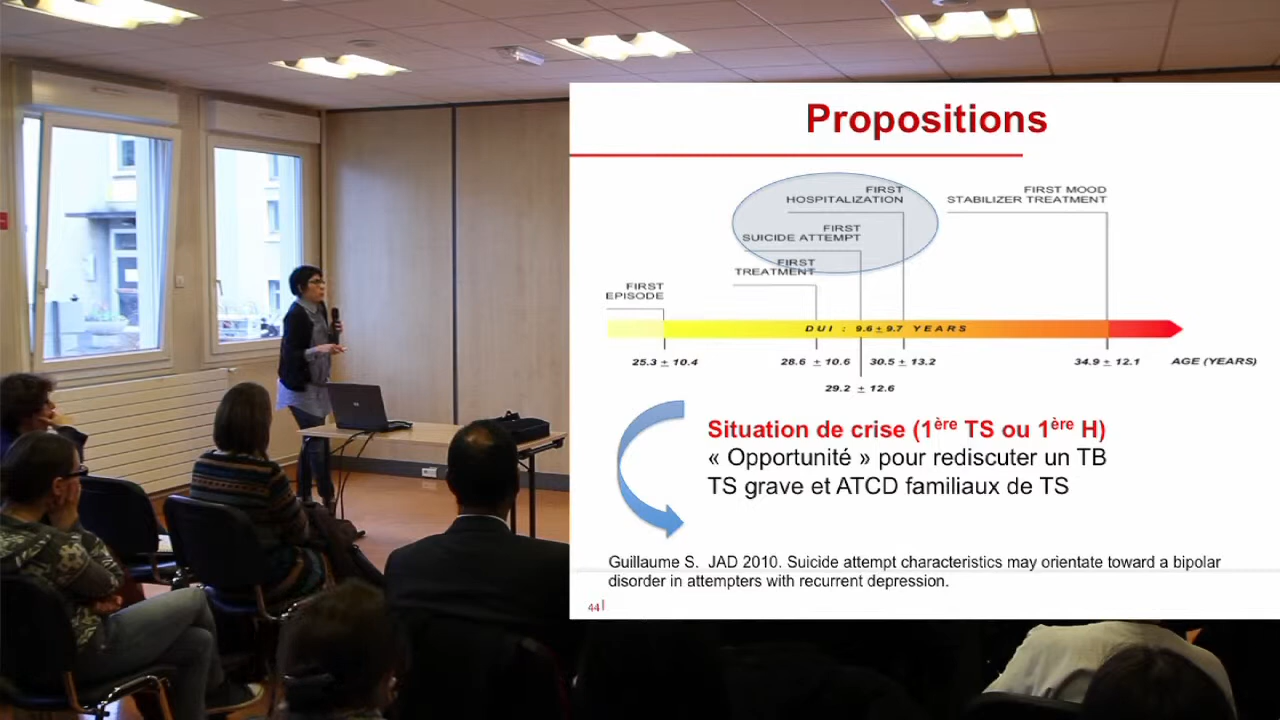 Propositions
FIRST
HOSPITALIZATION
FIRST MOOD
STABILIZER TREATMENT
FIRST
SUICIDE ATTEMPT
FIRST
TREATMENT
FIRST
EPISODE
DUI : 9.6 ± 9.7 YEARS
25.3 ± 10.4
28.6 ± 10.6
30.5 ± 13.2
34.9 ± 12.1
AGE (YEARS)
29.2 ± 12.6
Situation de crise (1ère TS ou 1ère H)
« Opportunité » pour rediscuter un TB
TS grave et ATCD familiaux de TS
Guillaume S. JAD 2010. Suicide attempt characteristics may orientate toward a bipolar
disorder in attempters with recurrent depression.
44